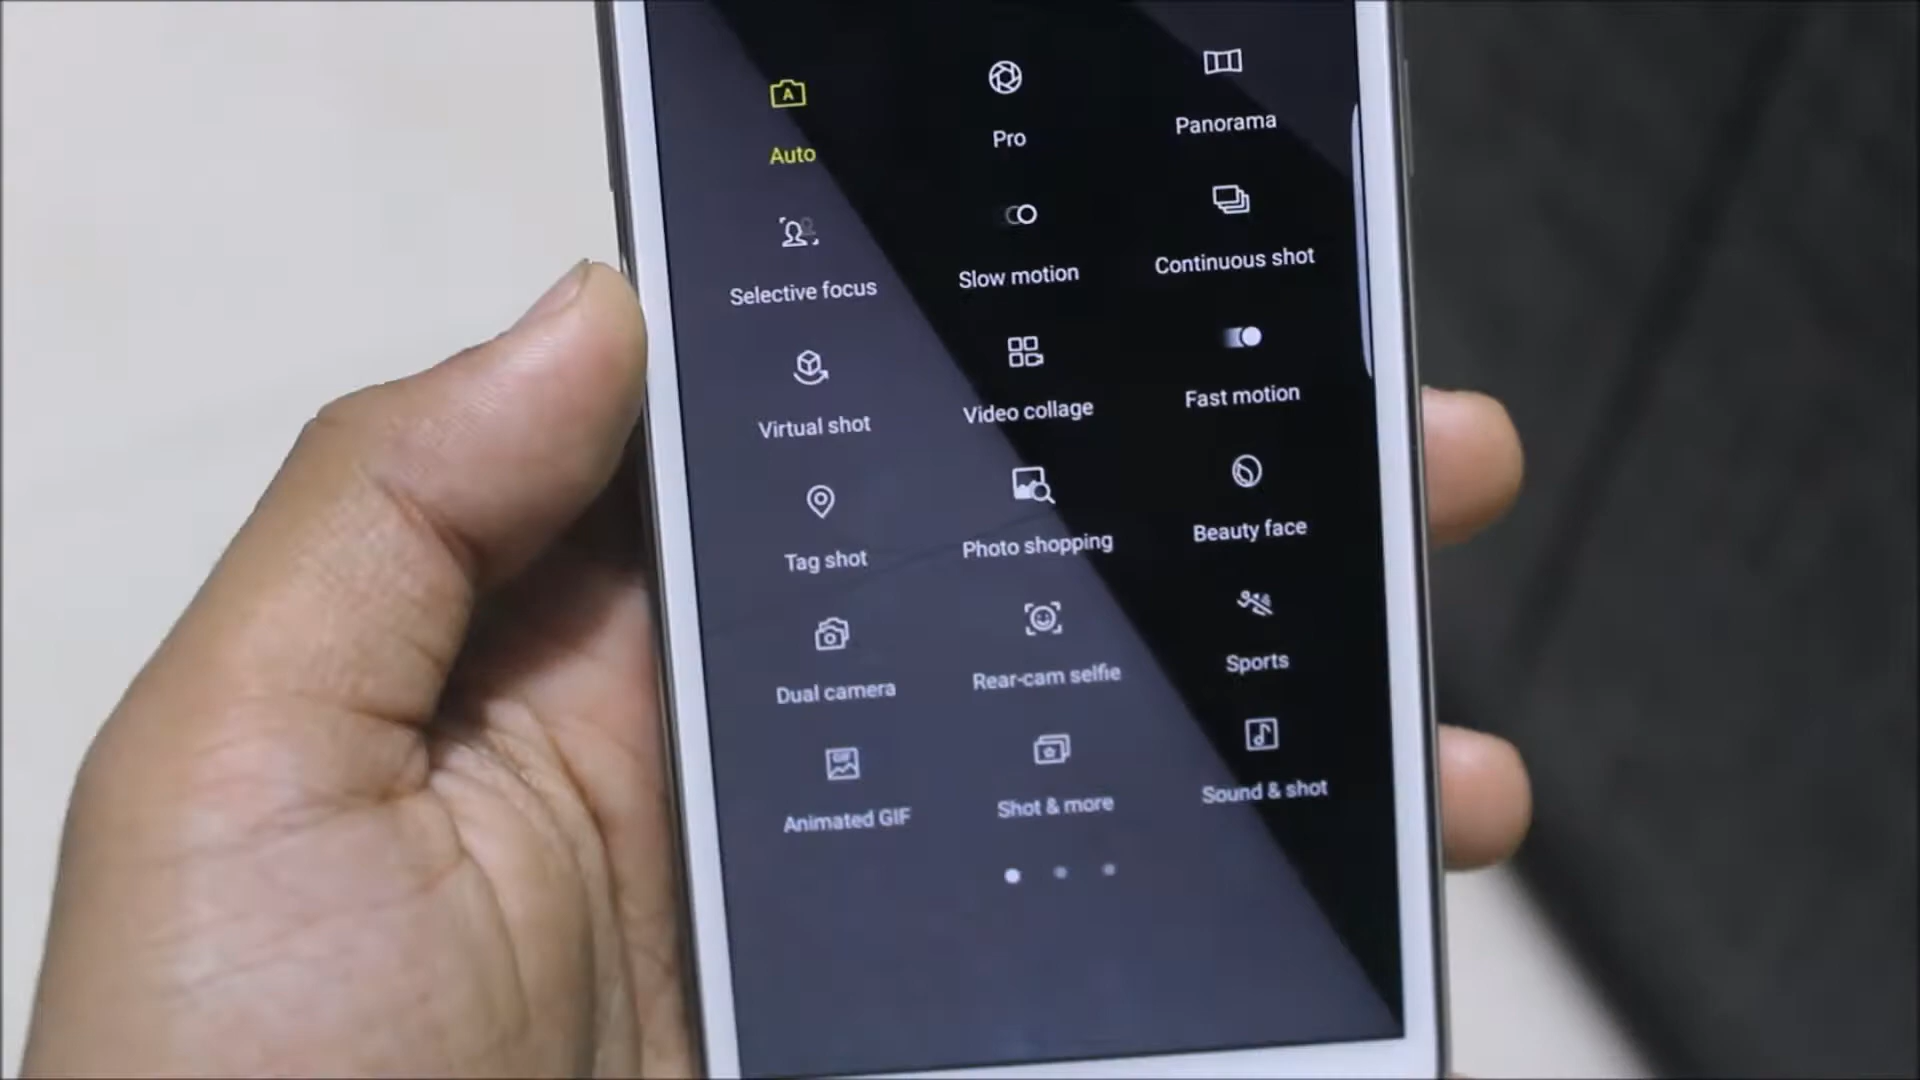 Auto
Pro
Panorama
Selective focus
Slow motion
Continuous shot
Virtual shot
Video collage
Fast motion
Tag shot
Photo shopping
Beauty face
Dual camera
Rear-cam selfie
Sports
Animated GIF
Shot & more
Sound & shot